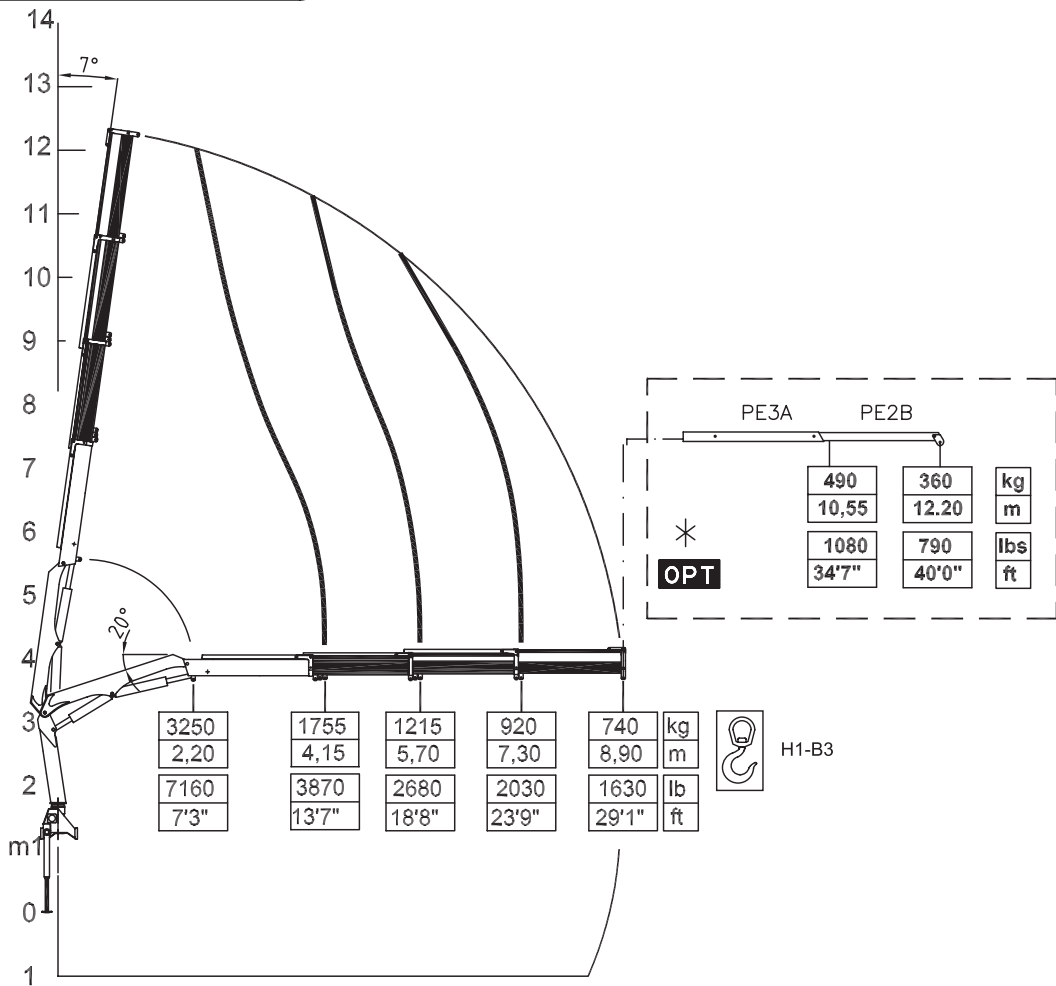 14
7°
13
12
11
10
9
8
7
6
5
4
3
2
m1
0
1
20°
PE3A PE2B
490 360 kg
10,55 12.20 m
1080 790 lbs
34'7" 40'0" ft
*
OPT
3250 1755 1215 920 740 kg
2,20 4,15 5,70 7,30 8,90 m
7160 3870 2680 2030 1630 lb
7'3" 13'7" 18'8" 23'9" 29'1" ft
H1-B3